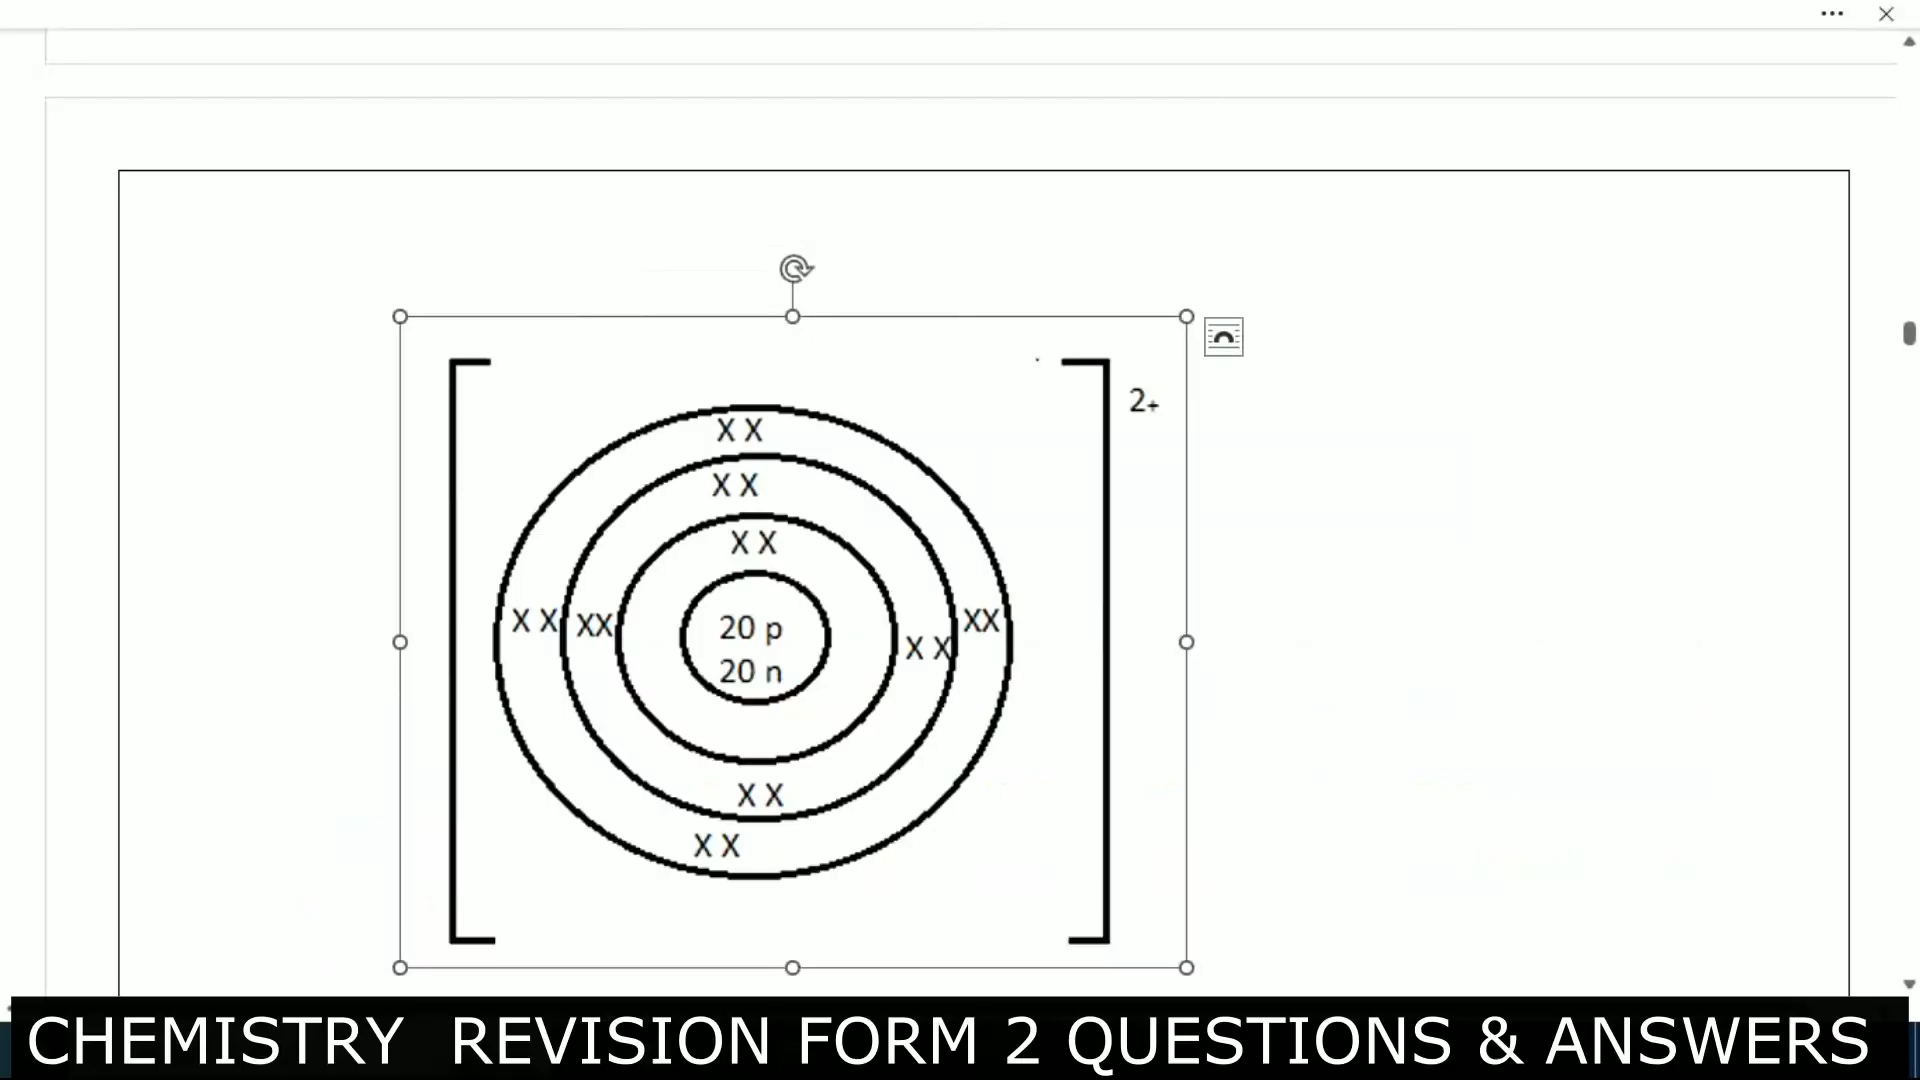 2+
X X
X X
X X
X X XX 20 p X X XX
20 n
X X
X X
CHEMISTRY REVISION FORM 2 QUESTIONS & ANSWERS